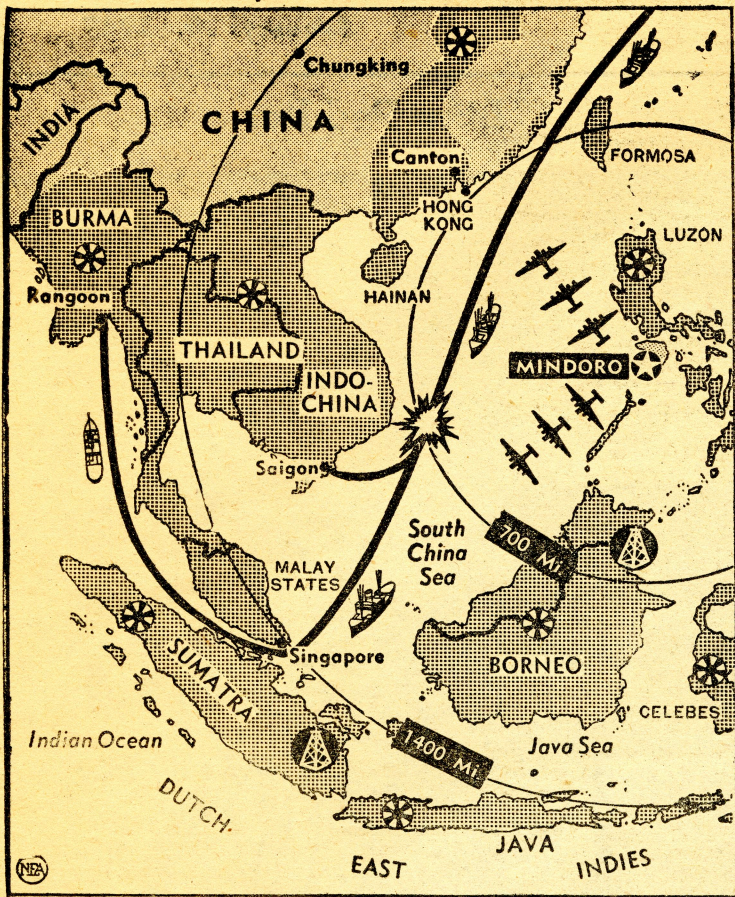 Chungking
INDIA
CHINA
Canton
FORMOSA
HONG
KONG
BURMA
LUZON
Rangoon
HAINAN
THAILAND
MINDORO
INDO-
CHINA
Saigon
South
China
Sea
700 Mi.
MALAY
STATES
Singapore
SUMATRA
BORNEO
CELEBES
Indian Ocean
1400 Mi.
Java Sea
DUTCH
JAVA
EAST
INDIES
NEA